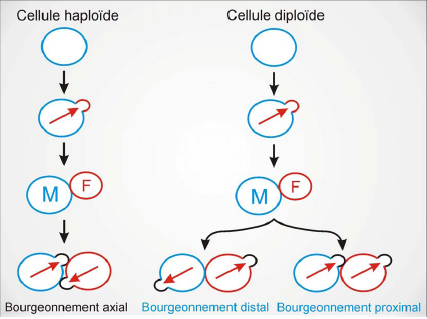 Cellule haploïde
Cellule diploïde
M
F
M
F
Bourgeonnement axial
Bourgeonnement distal
Bourgeonnement proximal